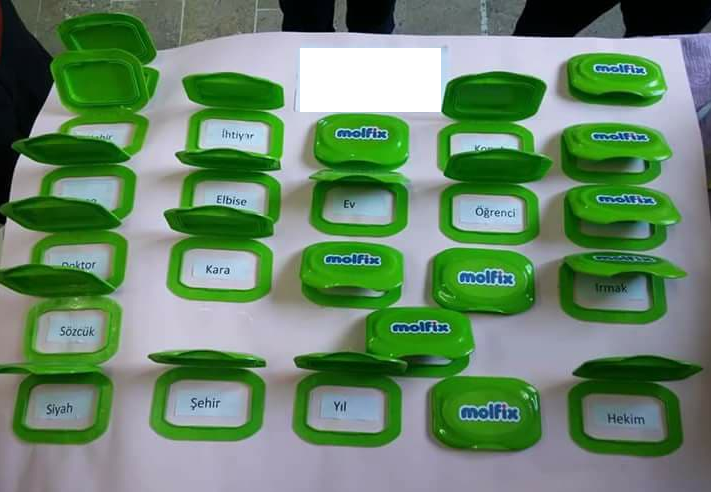 molfix
İhtiyar
molfix
molfix
Elbise
Ev
Öğrenci
molfix
Doktor
Kara
molfix
molfix
Irmak
molfix
Sözcük
Siyah
Şehir
Yıl
molfix
Hekim